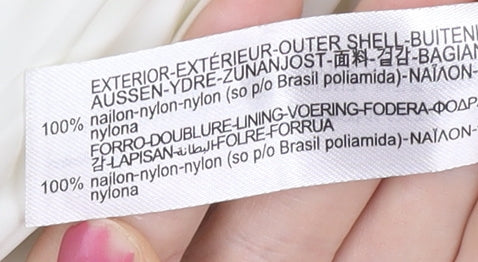 EXTERIOR-EXTÉRIEUR-OUTER SHELL-BUITEN
AUSSEN-YDRE-ZUNANJOST-面料-겉감-BAGIAN
100% nailon-nylon-nylon (so p/o Brasil poliamida)-ΝΑΪΛΟΝ-
nylona
FORRO-DOUBLURE-LINING-VOERING-FODERA-ΦΟΔΡ
감-LAPISAN-البطانة-FOLRE-FORRUA
100% nailon-nylon-nylon (so p/o Brasil poliamida)-ΝΑΪΛΟΝ-
nylona